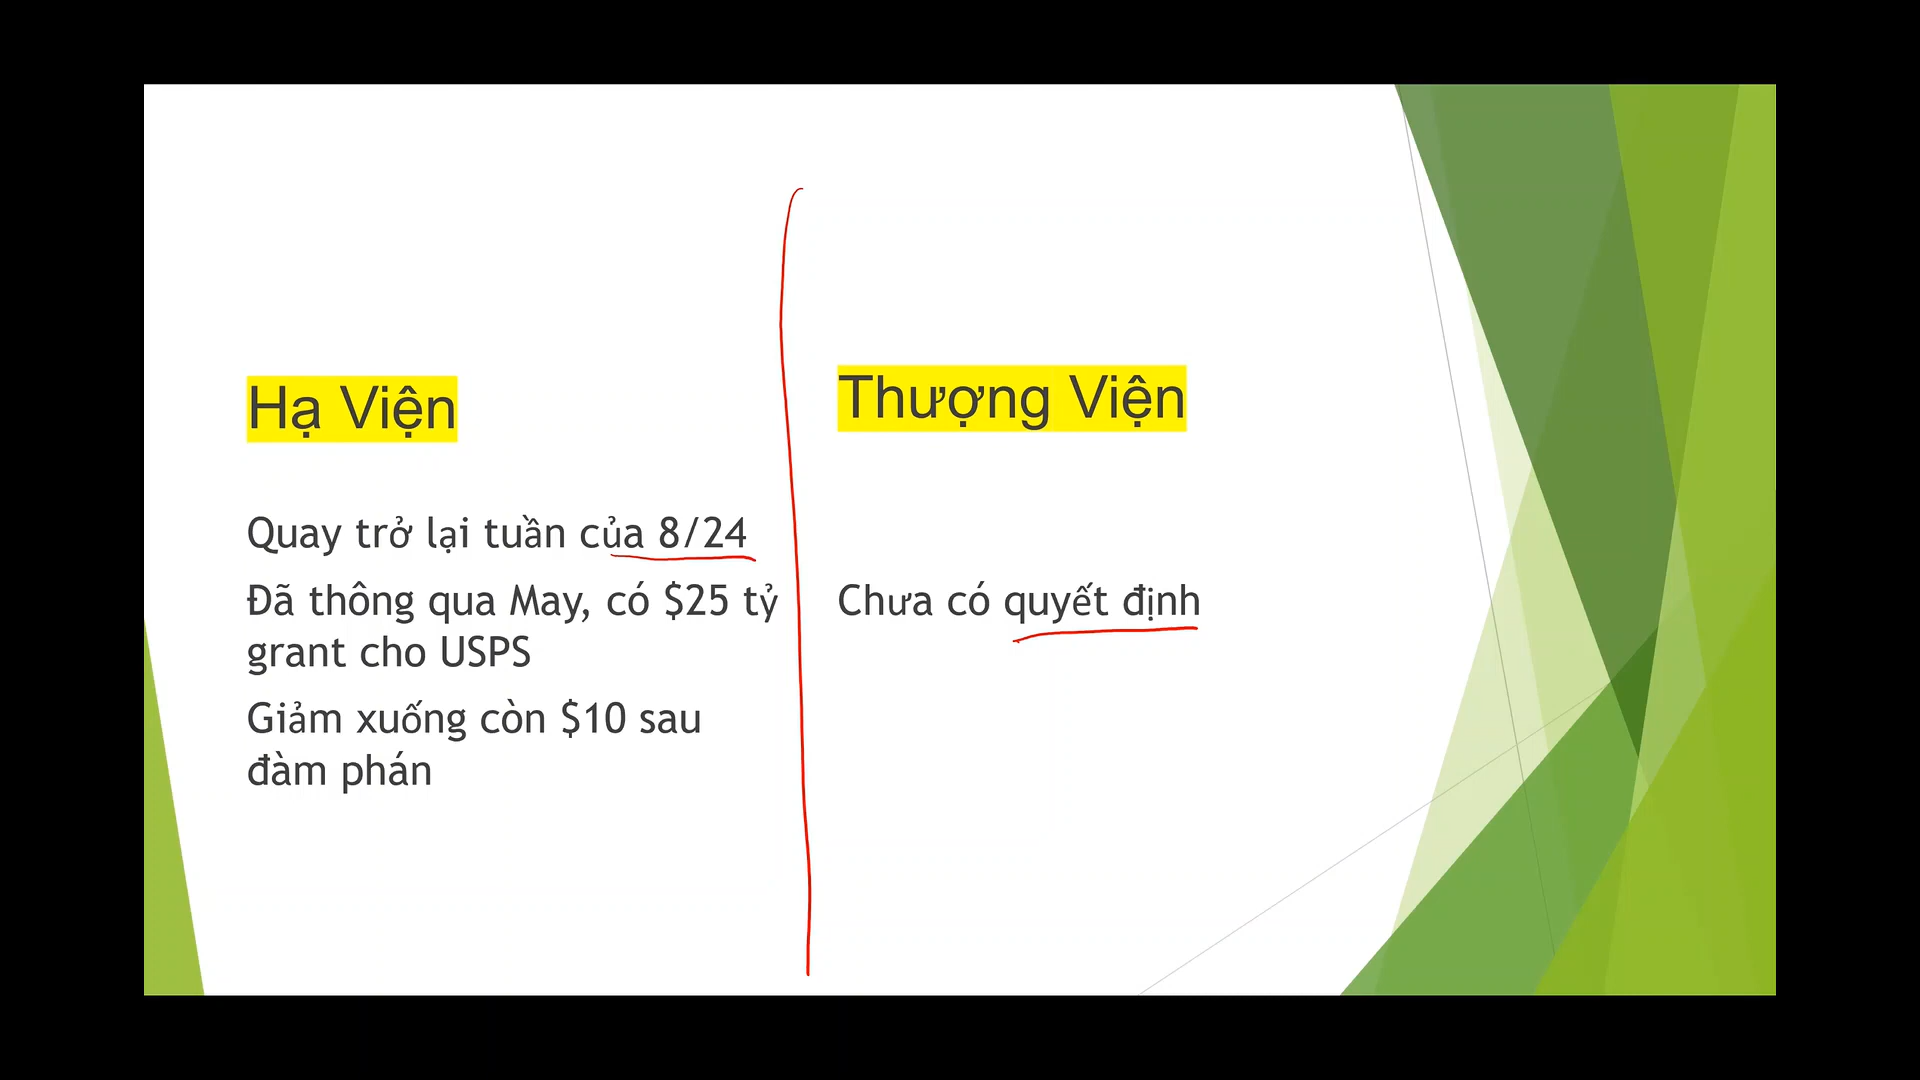 Hạ Viện
Quay trở lại tuần của 8/24
Đã thông qua May, có $25 tỷ
grant cho USPS
Giảm xuống còn $10 sau
đàm phán
Thượng Viện
Chưa có quyết định